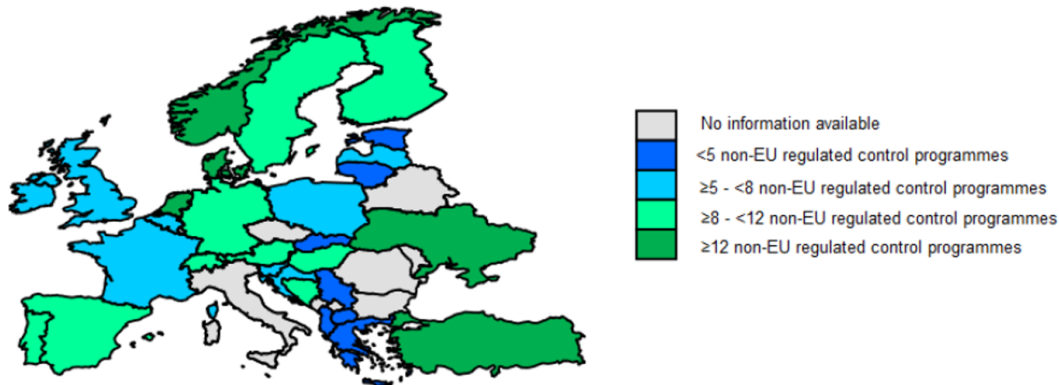 No information available
<5 non-EU regulated control programmes
≥5 - <8 non-EU regulated control programmes
≥8 - <12 non-EU regulated control programmes
≥12 non-EU regulated control programmes